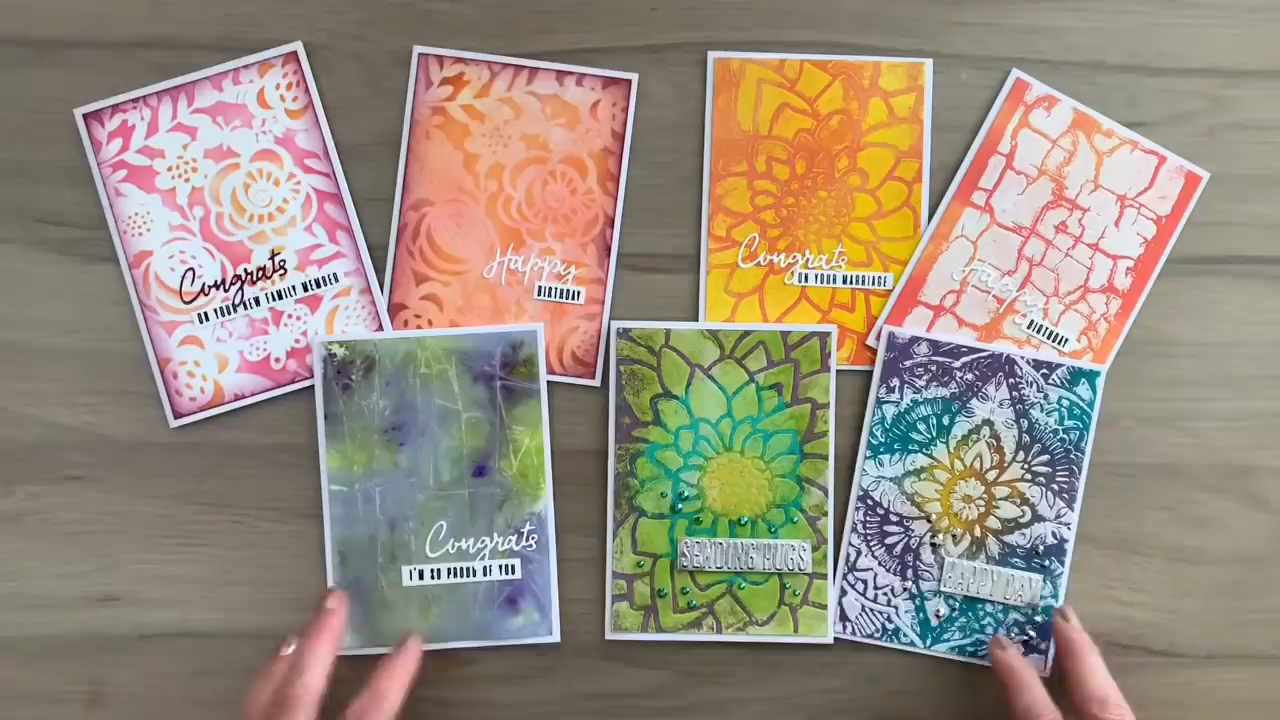 Congrats
ON YOUR NEW FAMILY MEMBER
Happy
BIRTHDAY
Congrats
ON YOUR MARRIAGE
Happy
BIRTHDAY
Congrats
I'M SO PROUD OF YOU
SENDING HUGS
HAPPY DAY